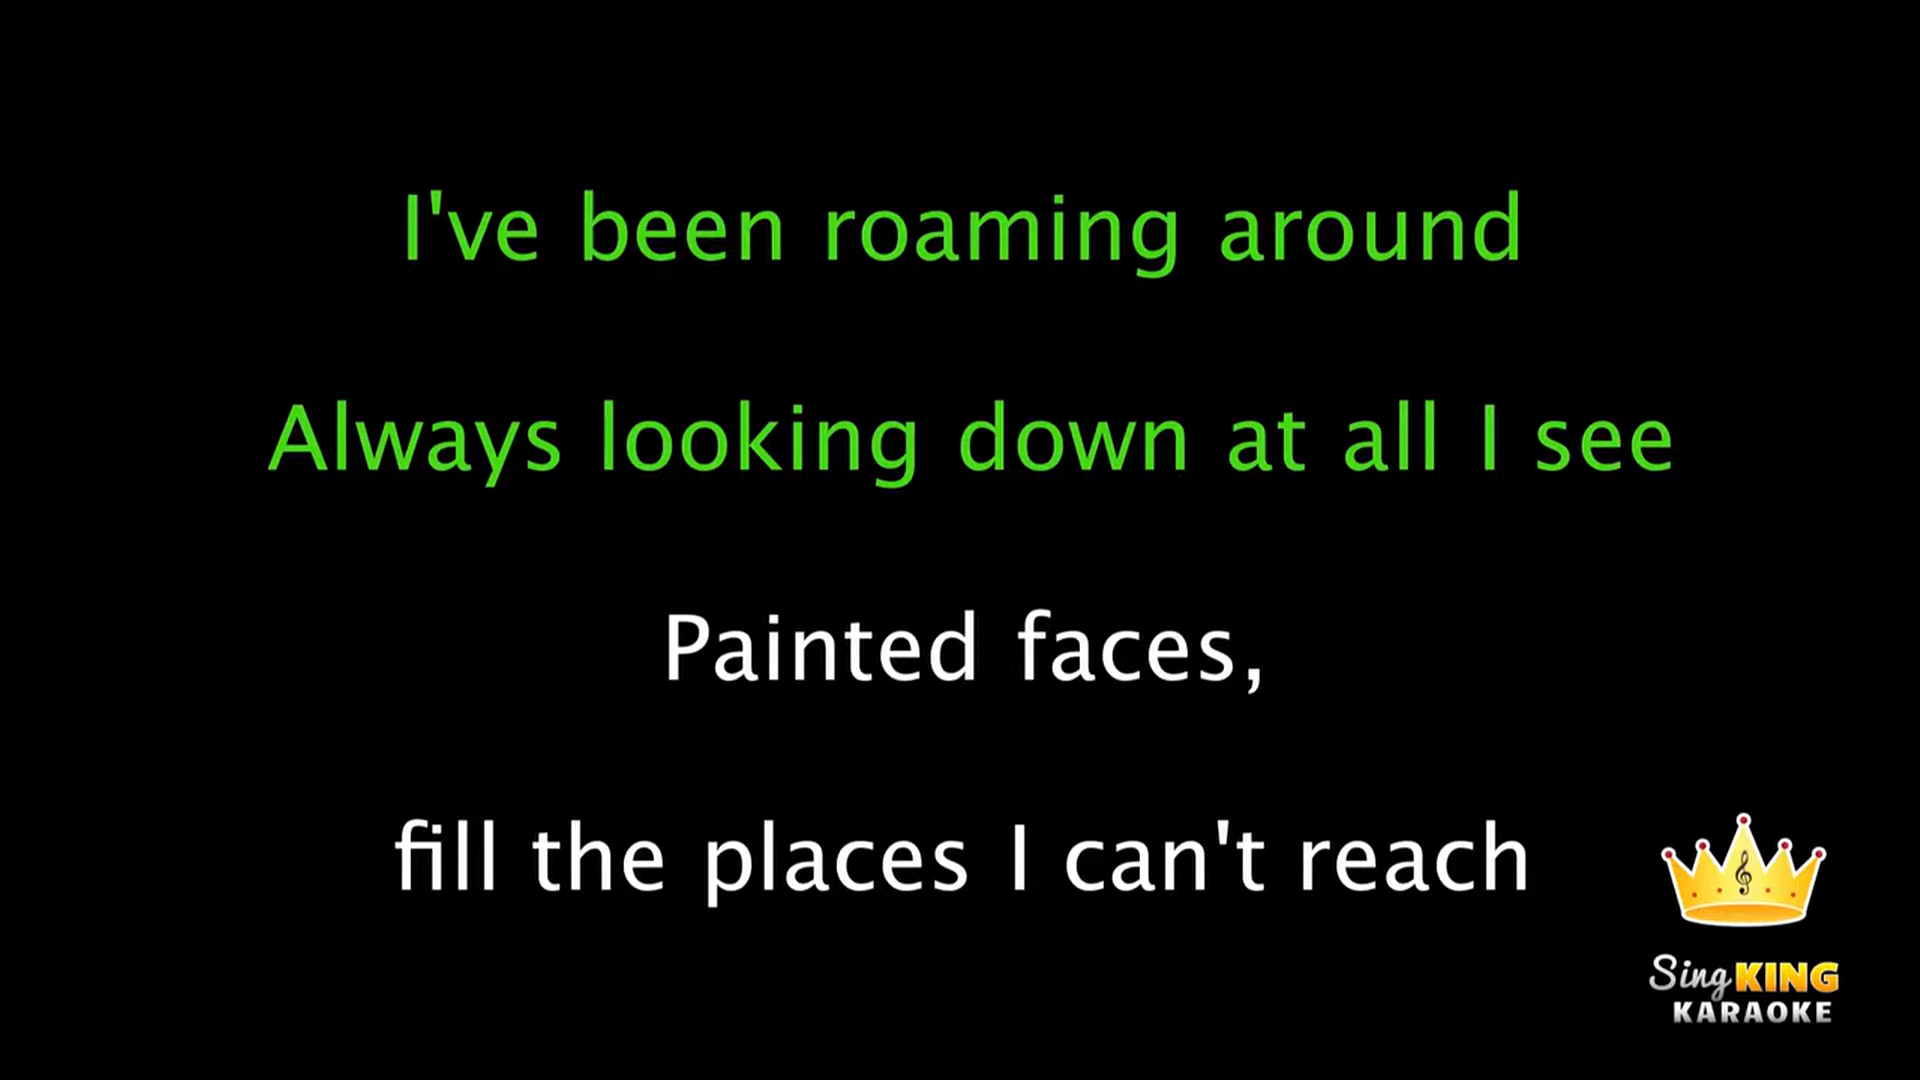 I've been roaming around
Always looking down at all I see
Painted faces,
fill the places I can't reach
Sing KING
KARAOKE